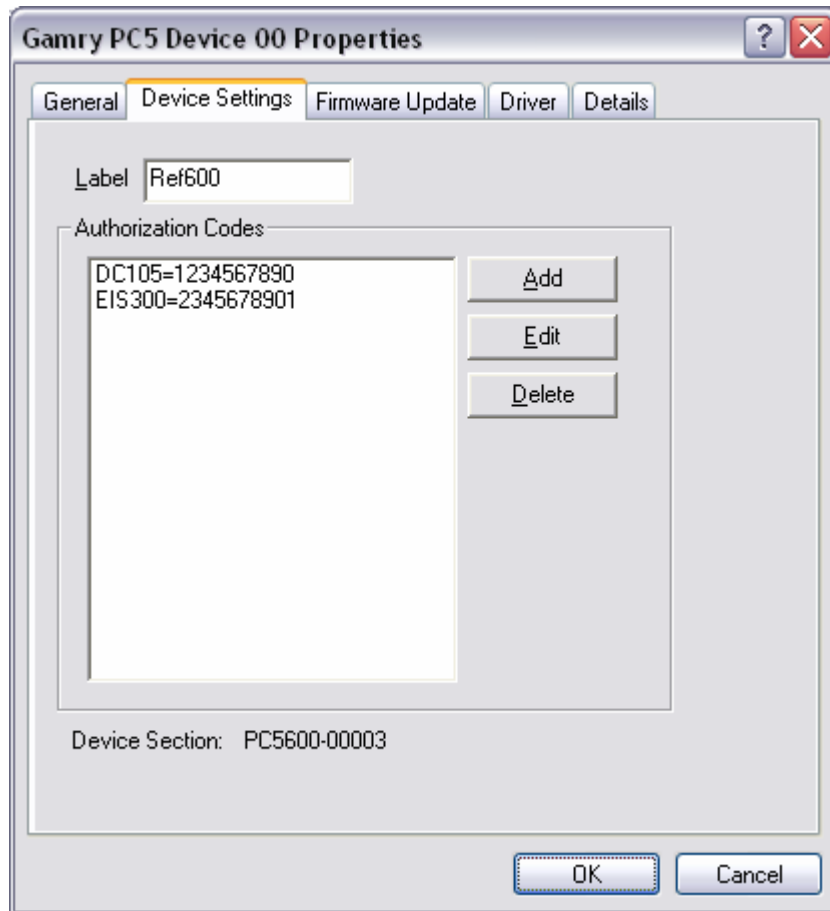 Gamry PC5 Device 00 Properties
General Device Settings Firmware Update Driver Details
Label Ref600
Authorization Codes
DC105=1234567890
EIS300=2345678901
Add
Edit
Delete
Device Section: PC5600-00003
OK Cancel